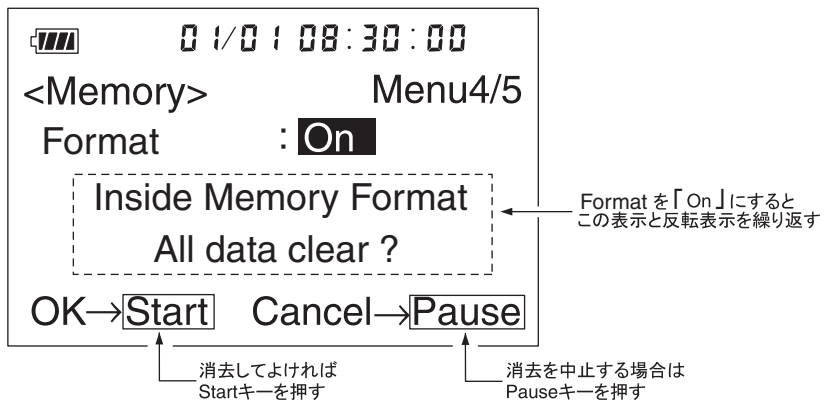 01/01 08:30:00
<Memory> Menu4/5
Format : On
Inside Memory Format
All data clear ?
Formatを「On」にすると
この表示と反転表示を繰り返す
OK→Start Cancel→Pause
消去してよければ
Startキーを押す
消去を中止する場合は
Pauseキーを押す